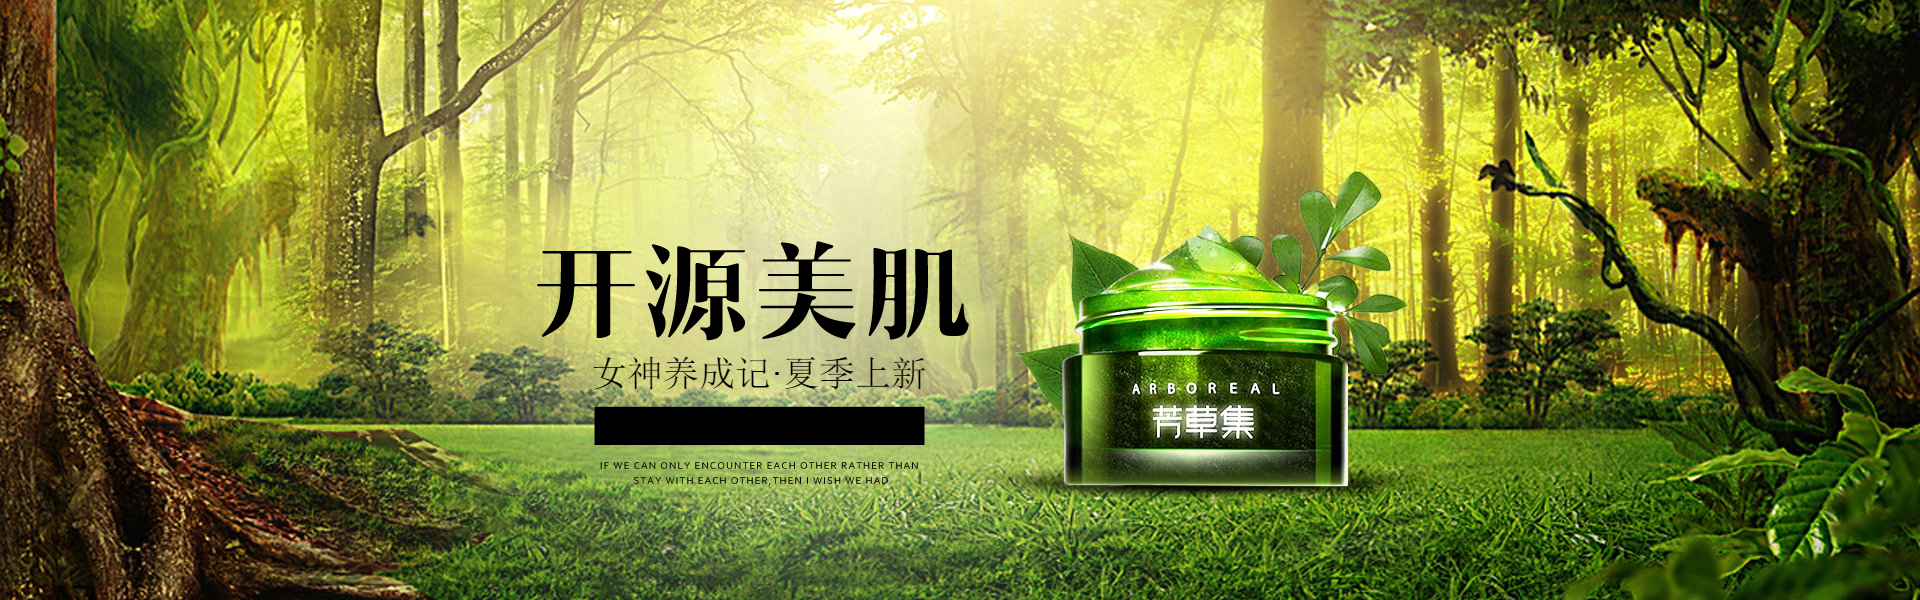 开源美肌
女神养成记·夏季上新
IF WE CAN ONLY ENCOUNTER EACH OTHER RATHER THAN
STAY WITH EACH OTHER,THEN I WISH WE HAD
ARBOREAL
芳草集